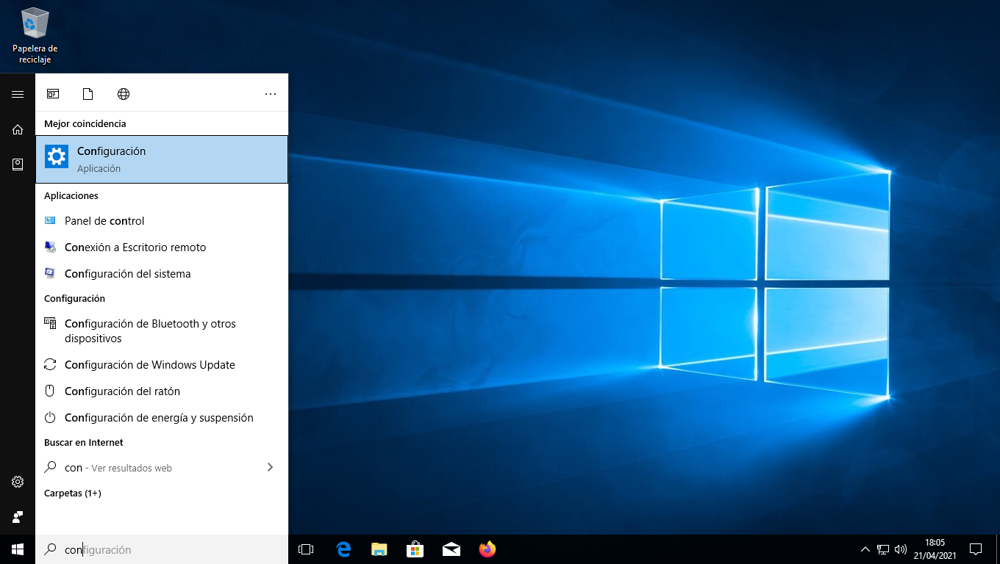 Papelera de
reciclaje
Mejor coincidencia
Configuración
Aplicación
Aplicaciones
Panel de control
Conexión a Escritorio remoto
Configuración del sistema
Configuración
Configuración de Bluetooth y otros
dispositivos
Configuración de Windows Update
Configuración del ratón
Configuración de energía y suspensión
Buscar en Internet
con - Ver resultados web
Carpetas (1+)
configuración
18:05
21/04/2021